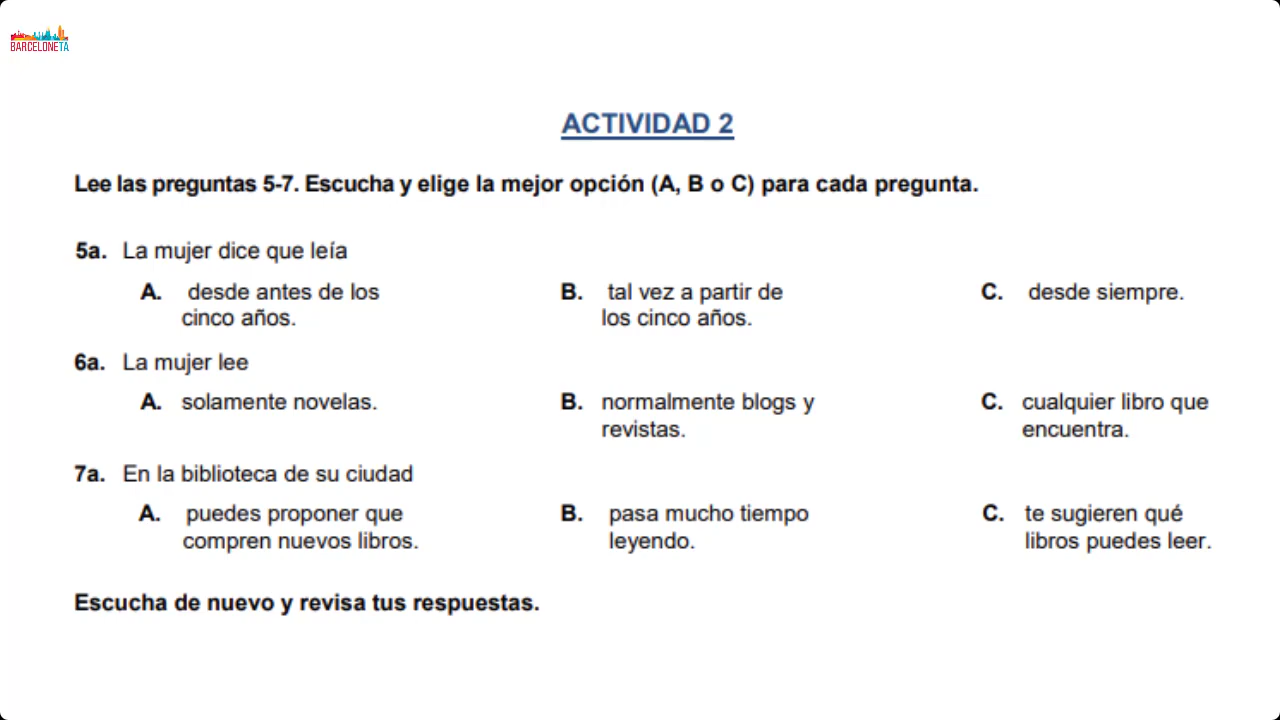 BARCELONETA
ACTIVIDAD 2
Lee las preguntas 5-7. Escucha y elige la mejor opción (A, B o C) para cada pregunta.
5a. La mujer dice que leía
A. desde antes de los cinco años.
B. tal vez a partir de los cinco años.
C. desde siempre.
6a. La mujer lee
A. solamente novelas.
B. normalmente blogs y revistas.
C. cualquier libro que encuentra.
7a. En la biblioteca de su ciudad
A. puedes proponer que compren nuevos libros.
B. pasa mucho tiempo leyendo.
C. te sugieren qué libros puedes leer.
Escucha de nuevo y revisa tus respuestas.